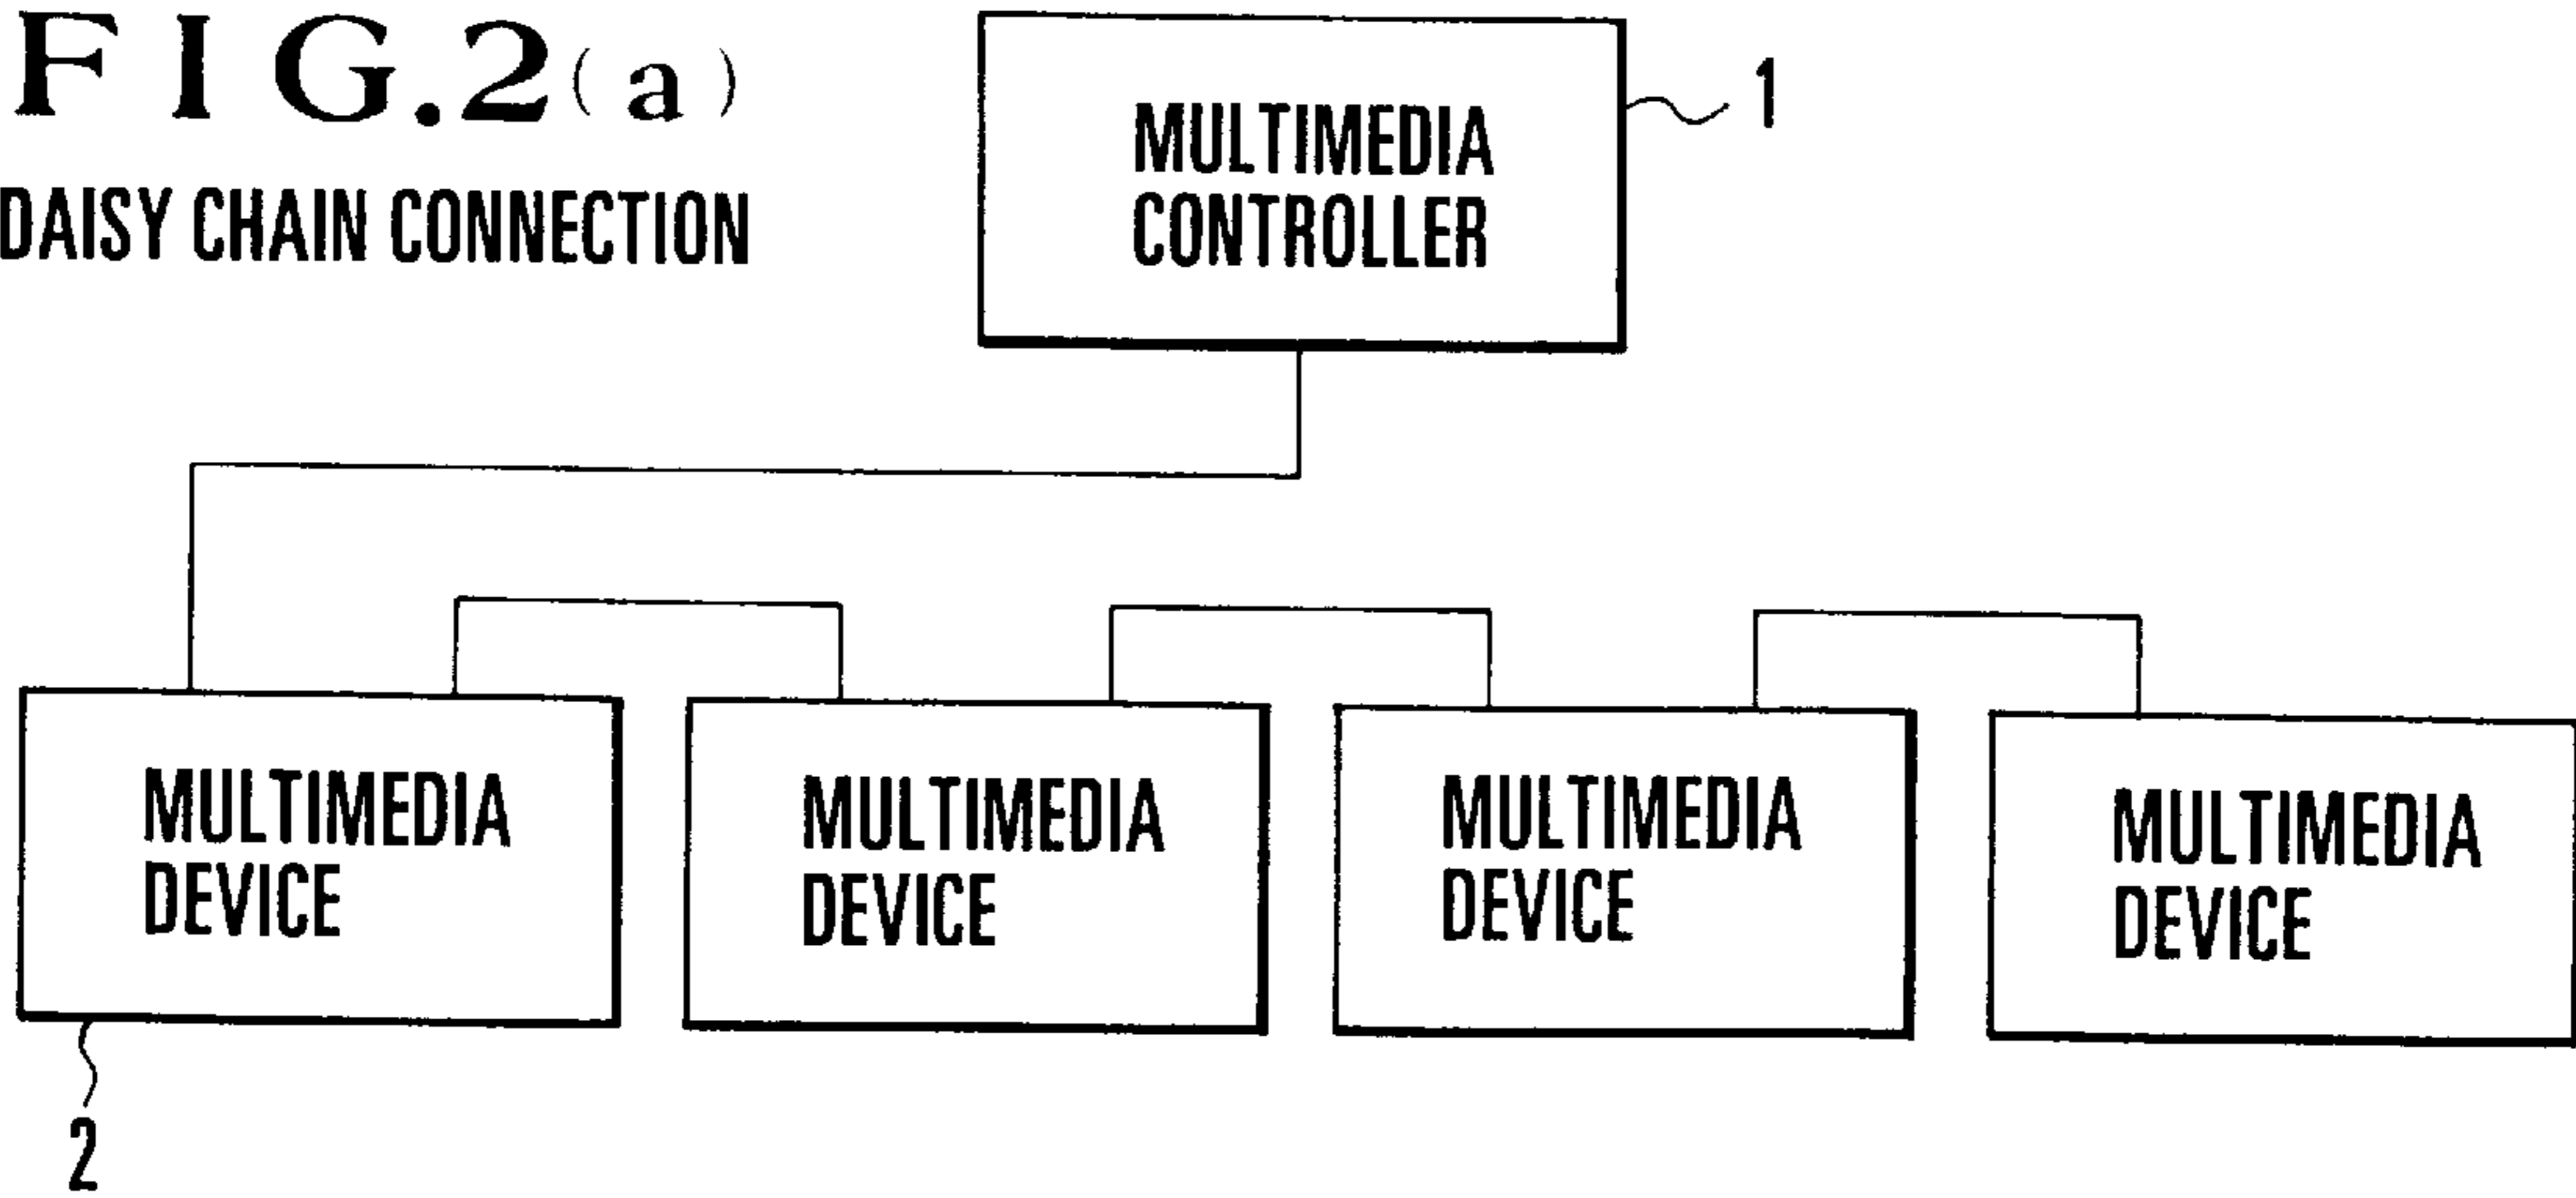 FIG.2(a)
DAISY CHAIN CONNECTION
MULTIMEDIA
CONTROLLER
1
MULTIMEDIA
DEVICE
MULTIMEDIA
DEVICE
MULTIMEDIA
DEVICE
MULTIMEDIA
DEVICE
2